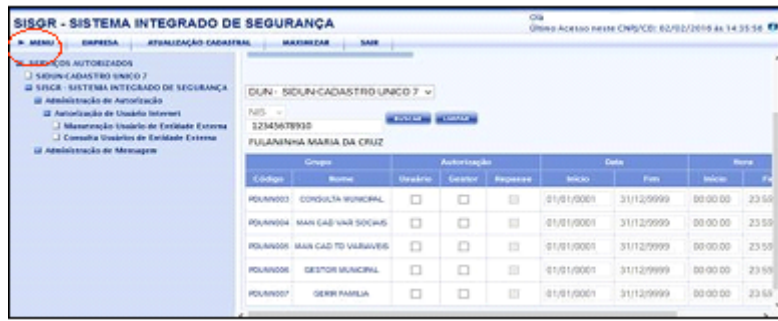 SISGR - SISTEMA INTEGRADO DE SEGURANÇA
Olá
Último Acesso neste CNPJ/CEI: 02/02/2016 às 14:35:56
MENU EMPRESA ATUALIZAÇÃO CADASTRAL MAXIMIZAR SAIR
SERVIÇOS AUTORIZADOS
SIDUN-CADASTRO UNICO 7
SISGR - SISTEMA INTEGRADO DE SEGURANÇA
Administração de Autorização
Autorização de Usuário Internet
Manutenção Usuário de Entidade Externa
Consulta Usuários de Entidade Externa
Administração de Mensagem
DUN - SIDUN-CADASTRO UNICO 7
NIS
12345678910 BUSCAR LIMPAR
FULANINHA MARIA DA CRUZ
Grupo Autorização Data Hora
Código Nome Usuário Gestor Repasse Início Fim Início
PDUNN003 CONSULTA MUNICIPAL 01/01/0001 31/12/9999 00:00:00 23:59
PDUNN004 MAN CAD VAR SOCIAIS 01/01/0001 31/12/9999 00:00:00 23:59
PDUNN005 MAN CAD TD VARIAVEIS 01/01/0001 31/12/9999 00:00:00 23:59
PDUNN006 GESTOR MUNICIPAL 01/01/0001 31/12/9999 00:00:00 23:59
PDUNN007 GERIR FAMILIA 01/01/0001 31/12/9999 00:00:00 23:59